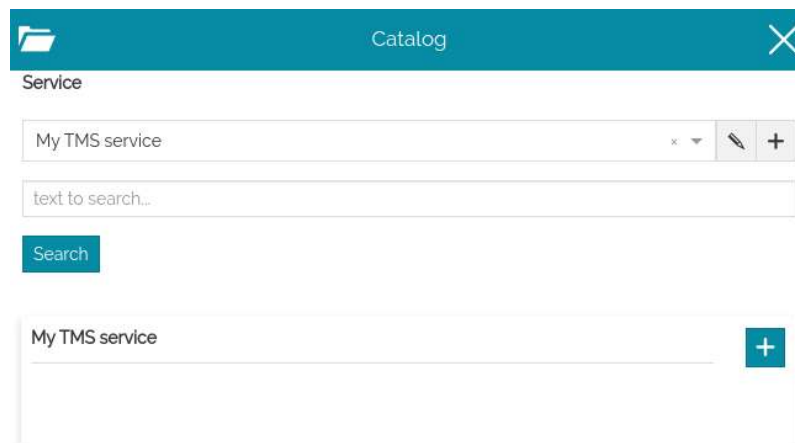 Catalog
Service
My TMS service
text to search...
Search
My TMS service